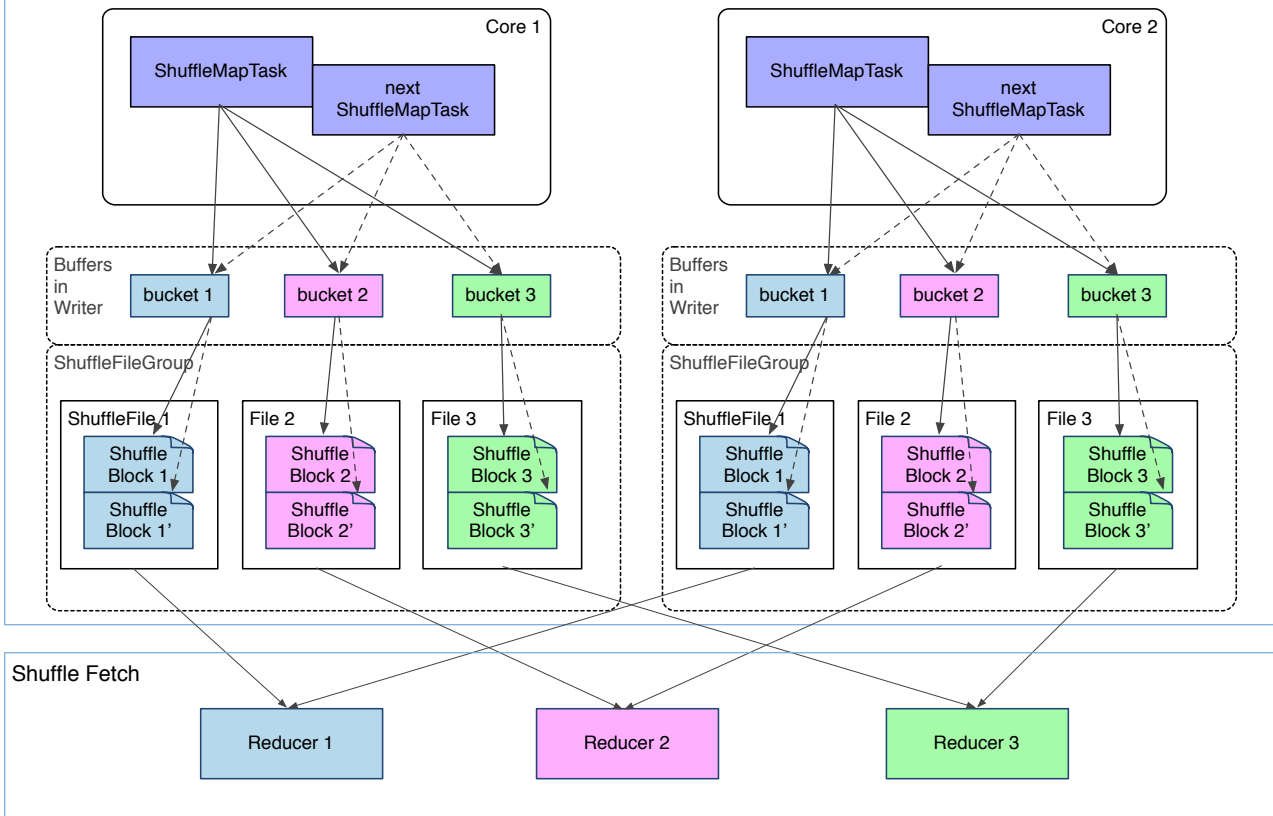 Core 1
ShuffleMapTask
next
ShuffleMapTask
Core 2
ShuffleMapTask
next
ShuffleMapTask
Buffers
in
Writer
bucket 1
bucket 2
bucket 3
Buffers
in
Writer
bucket 1
bucket 2
bucket 3
ShuffleFileGroup
ShuffleFile 1
Shuffle
Block 1
Shuffle
Block 1’
File 2
Shuffle
Block 2
Shuffle
Block 2’
File 3
Shuffle
Block 3
Shuffle
Block 3’
ShuffleFileGroup
ShuffleFile 1
Shuffle
Block 1
Shuffle
Block 1’
File 2
Shuffle
Block 2
Shuffle
Block 2’
File 3
Shuffle
Block 3
Shuffle
Block 3’
Shuffle Fetch
Reducer 1
Reducer 2
Reducer 3